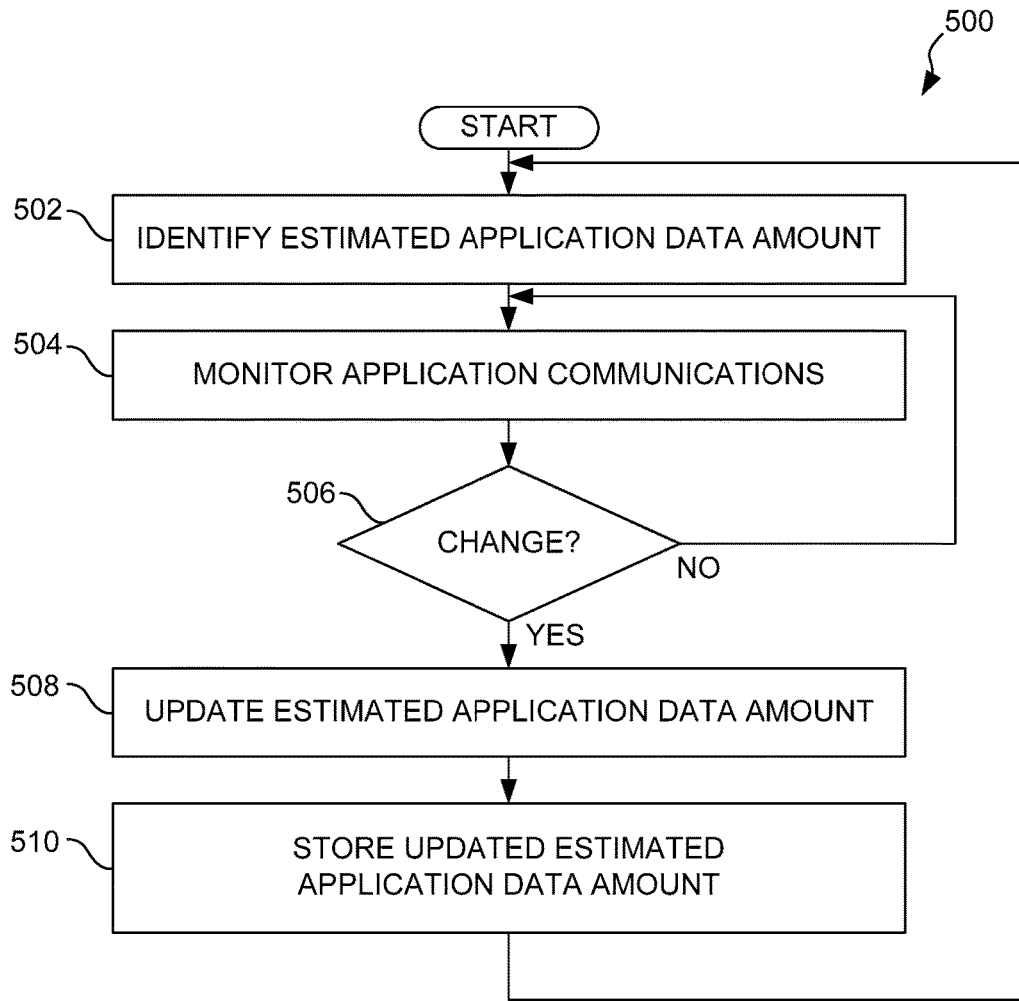 500
START
502
IDENTIFY ESTIMATED APPLICATION DATA AMOUNT
504
MONITOR APPLICATION COMMUNICATIONS
506
CHANGE?
NO
YES
508
UPDATE ESTIMATED APPLICATION DATA AMOUNT
510
STORE UPDATED ESTIMATED
APPLICATION DATA AMOUNT